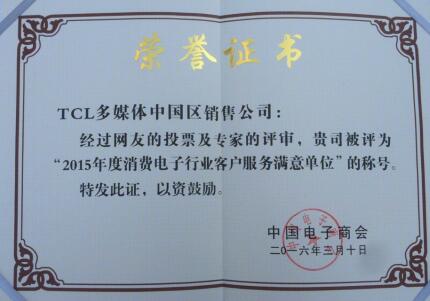 荣誉证书
TCL多媒体中国区销售公司：
经过网友的投票及专家的评审，贵司被评为
“2015年度消费电子行业客户服务满意单位”的称号。
特发此证，以资鼓励。
中国电子商会
二〇一六年三月十日